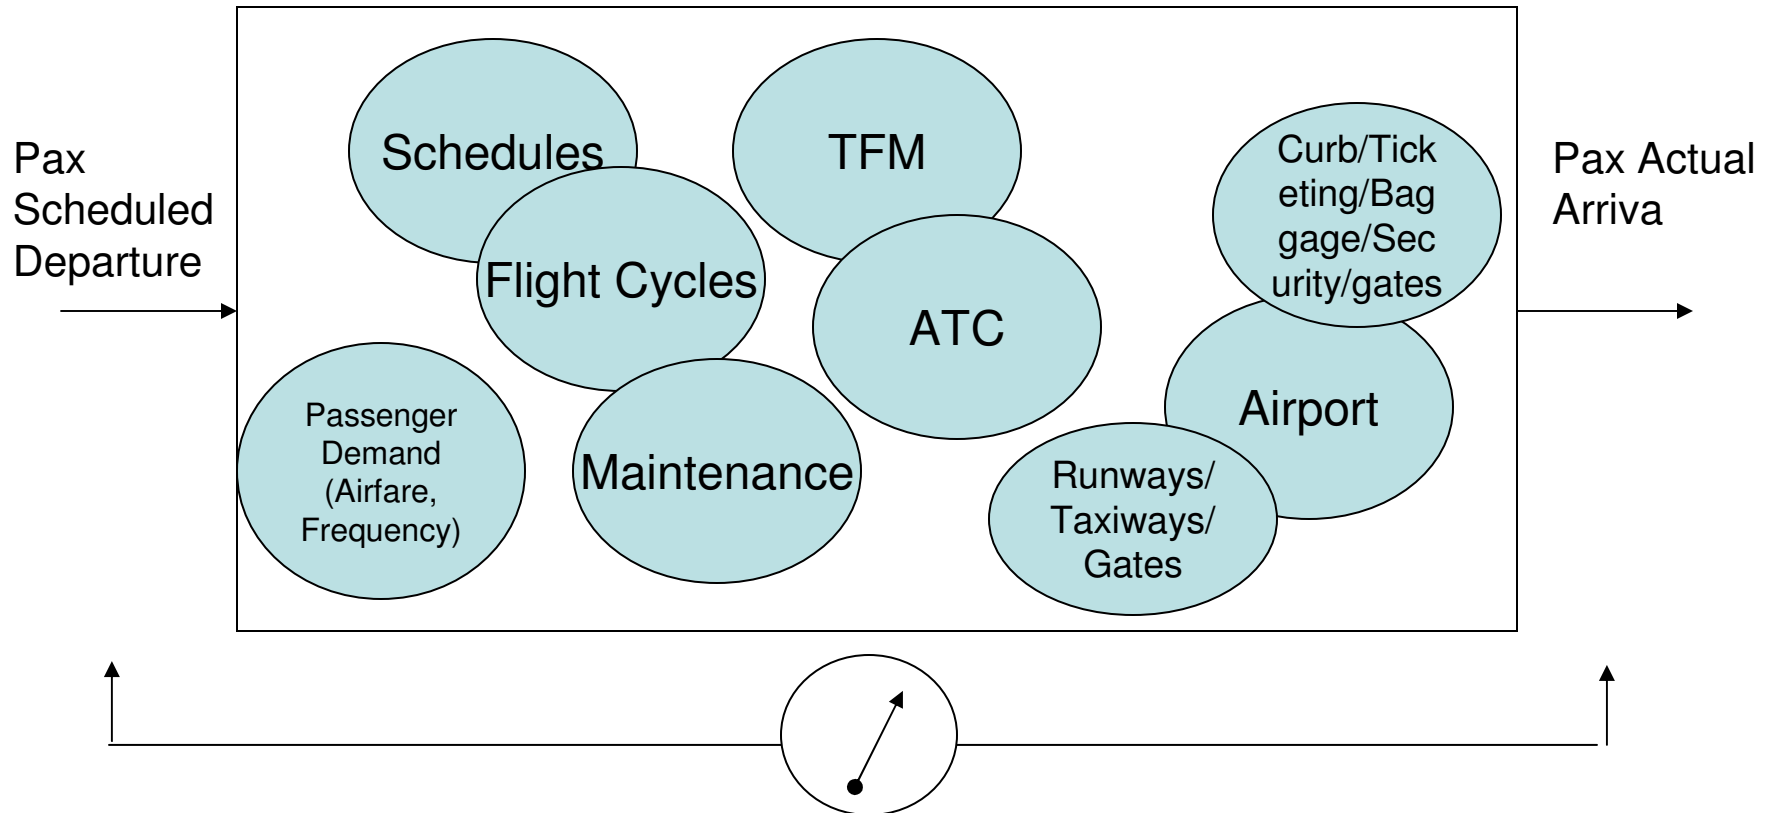 Pax
Scheduled
Departure
Schedules
Flight Cycles
TFM
ATC
Maintenance
Passenger
Demand
(Airfare,
Frequency)
Curb/Tick
eting/Bag
gage/Sec
urity/gates
Airport
Runways/
Taxiways/
Gates
Pax Actual
Arriva